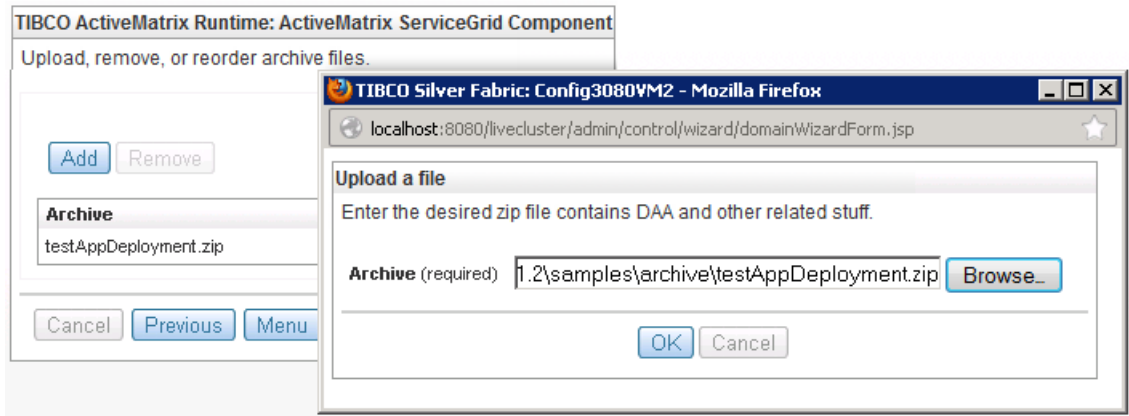 TIBCO ActiveMatrix Runtime: ActiveMatrix ServiceGrid Component
Upload, remove, or reorder archive files.
Add Remove
Archive
testAppDeployment.zip
Cancel Previous Menu
TIBCO Silver Fabric: Config3080VM2 - Mozilla Firefox
localhost:8080/livecluster/admin/control/wizard/domainWizardForm.jsp
Upload a file
Enter the desired zip file contains DAA and other related stuff.
Archive (required) 1.2\samples\archive\testAppDeployment.zip Browse…
OK Cancel